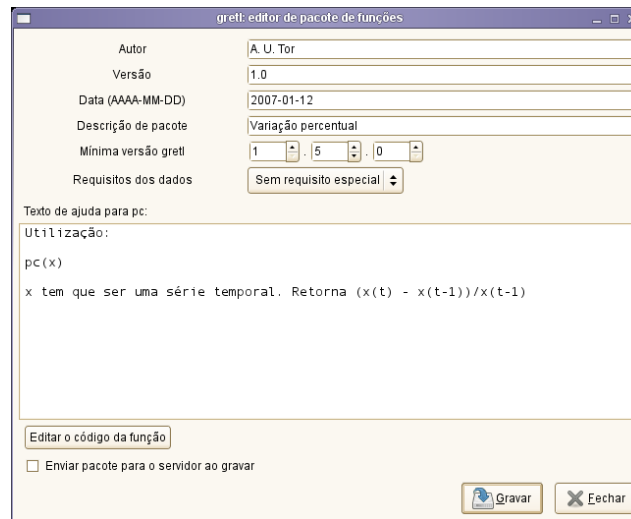 gretl: editor de pacote de funções
Autor A. U. Tor
Versão 1.0
Data (AAAA-MM-DD) 2007-01-12
Descrição de pacote Variação percentual
Mínima versão gretl 1 . 5 . 0
Requisitos dos dados Sem requisito especial
Texto de ajuda para pc:
Utilização:
pc(x)
x tem que ser uma série temporal. Retorna (x(t) - x(t-1))/x(t-1)
Editar o código da função
Enviar pacote para o servidor ao gravar
Gravar Fechar